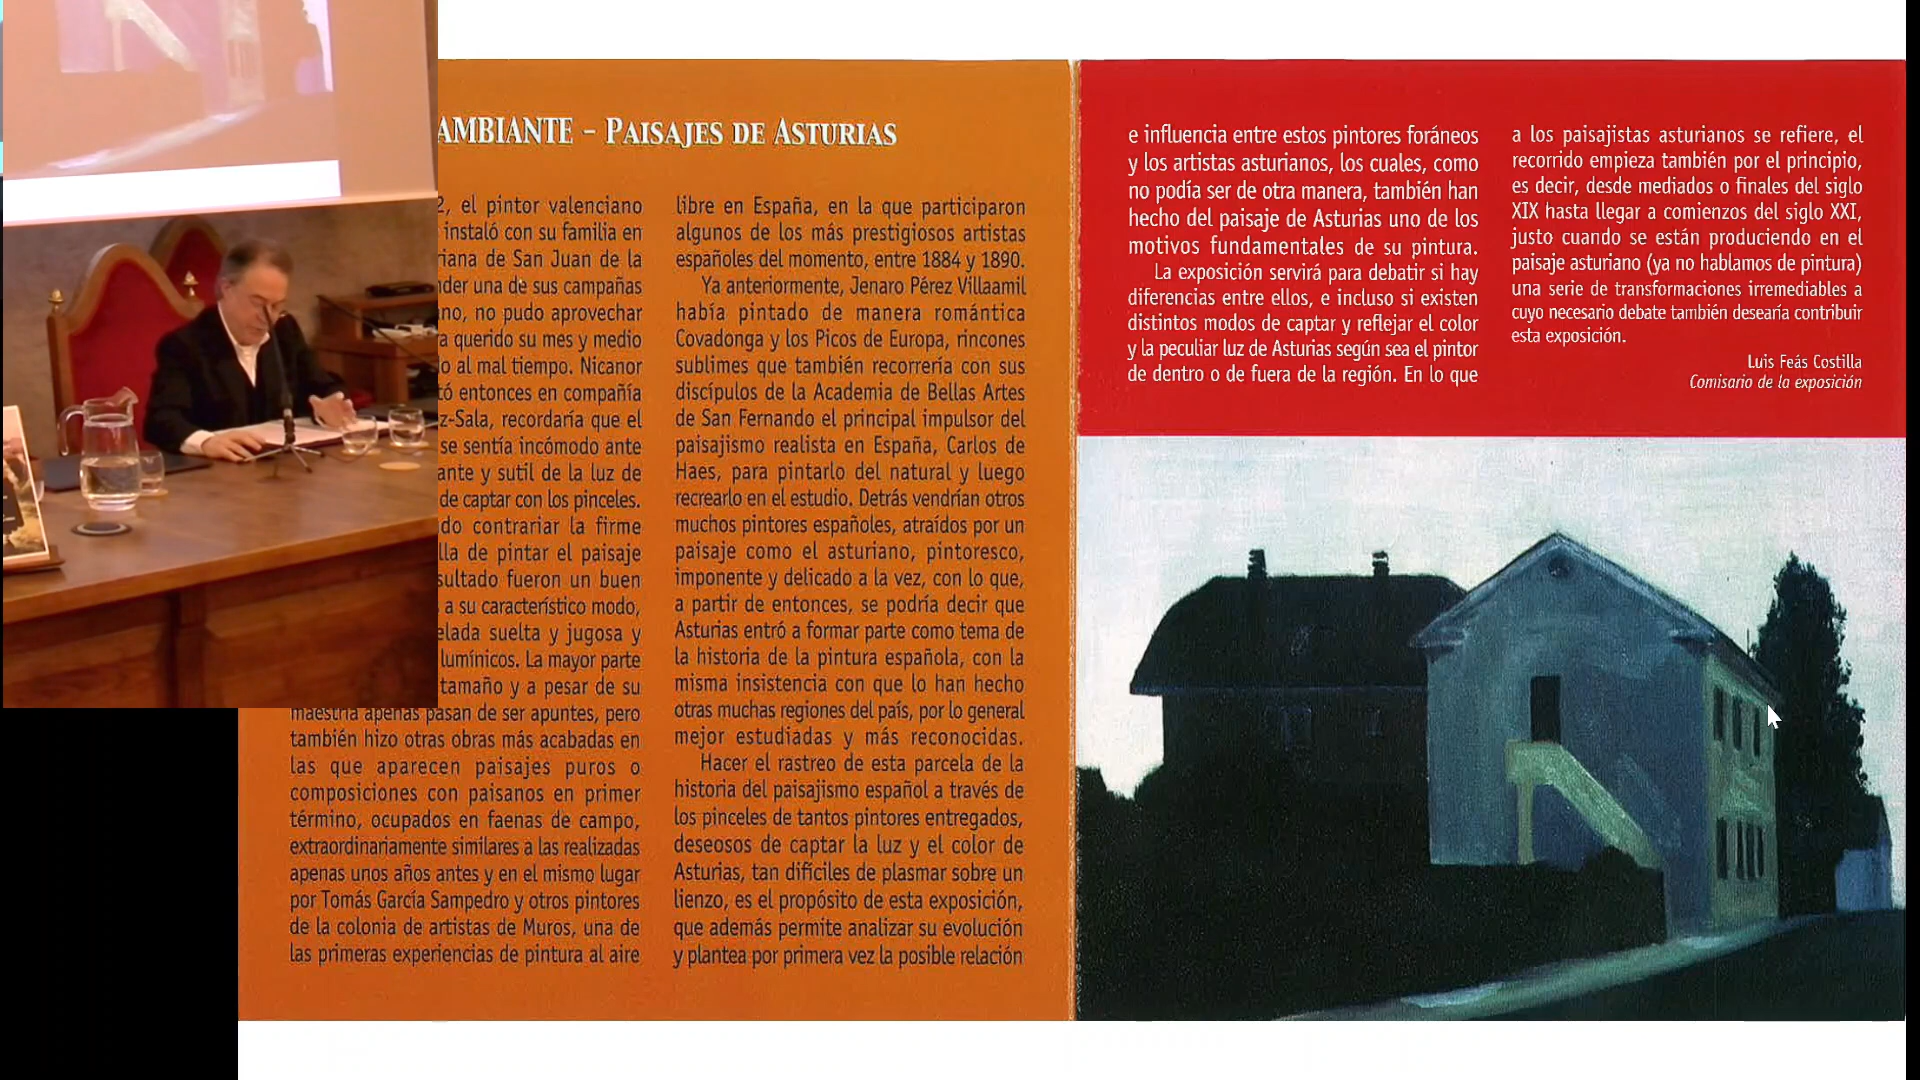 AMBIANTE – PAISAJES DE ASTURIAS
2, el pintor valenciano
instaló con su familia en
riana de San Juan de la
der una de sus campañas
no, no pudo aprovechar
a querido su mes y medio
o al mal tiempo. Nicanor
tó entonces en compañía
z-Sala, recordaría que el
se sentía incómodo ante
ante y sutil de la luz de
de captar con los pinceles.
do contrariar la firme
lla de pintar el paisaje
sultado fueron un buen
a su característico modo,
elada suelta y jugosa y
lumínicos. La mayor parte
tamaño y a pesar de su
maestría apenas pasan de ser apuntes, pero
también hizo otras obras más acabadas en
las que aparecen paisajes puros o
composiciones con paisanos en primer
término, ocupados en faenas de campo,
extraordinariamente similares a las realizadas
apenas unos años antes y en el mismo lugar
por Tomás García Sampedro y otros pintores
de la colonia de artistas de Muros, una de
las primeras experiencias de pintura al aire
libre en España, en la que participaron
algunos de los más prestigiosos artistas
españoles del momento, entre 1884 y 1890.
Ya anteriormente, Jenaro Pérez Villaamil
había pintado de manera romántica
Covadonga y los Picos de Europa, rincones
sublimes que también recorrería con sus
discípulos de la Academia de Bellas Artes
de San Fernando el principal impulsor del
paisajismo realista en España, Carlos de
Haes, para pintarlo del natural y luego
recrearlo en el estudio. Detrás vendrían otros
muchos pintores españoles, atraídos por un
paisaje como el asturiano, pintoresco,
imponente y delicado a la vez, con lo que,
a partir de entonces, se podría decir que
Asturias entró a formar parte como tema de
la historia de la pintura española, con la
misma insistencia con que lo han hecho
otras muchas regiones del país, por lo general
mejor estudiadas y más reconocidas.
Hacer el rastreo de esta parcela de la
historia del paisajismo español a través de
los pinceles de tantos pintores entregados,
deseosos de captar la luz y el color de
Asturias, tan difíciles de plasmar sobre un
lienzo, es el propósito de esta exposición,
que además permite analizar su evolución
y plantea por primera vez la posible relación
e influencia entre estos pintores foráneos
y los artistas asturianos, los cuales, como
no podía ser de otra manera, también han
hecho del paisaje de Asturias uno de los
motivos fundamentales de su pintura.
La exposición servirá para debatir si hay
diferencias entre ellos, e incluso si existen
distintos modos de captar y reflejar el color
y la peculiar luz de Asturias según sea el pintor
de dentro o de fuera de la región. En lo que
a los paisajistas asturianos se refiere, el
recorrido empieza también por el principio,
es decir, desde mediados o finales del siglo
XIX hasta llegar a comienzos del siglo XXI,
justo cuando se están produciendo en el
paisaje asturiano (ya no hablamos de pintura)
una serie de transformaciones irremediables a
cuyo necesario debate también desearía contribuir
esta exposición.
Luis Feás Costilla
Comisario de la exposición